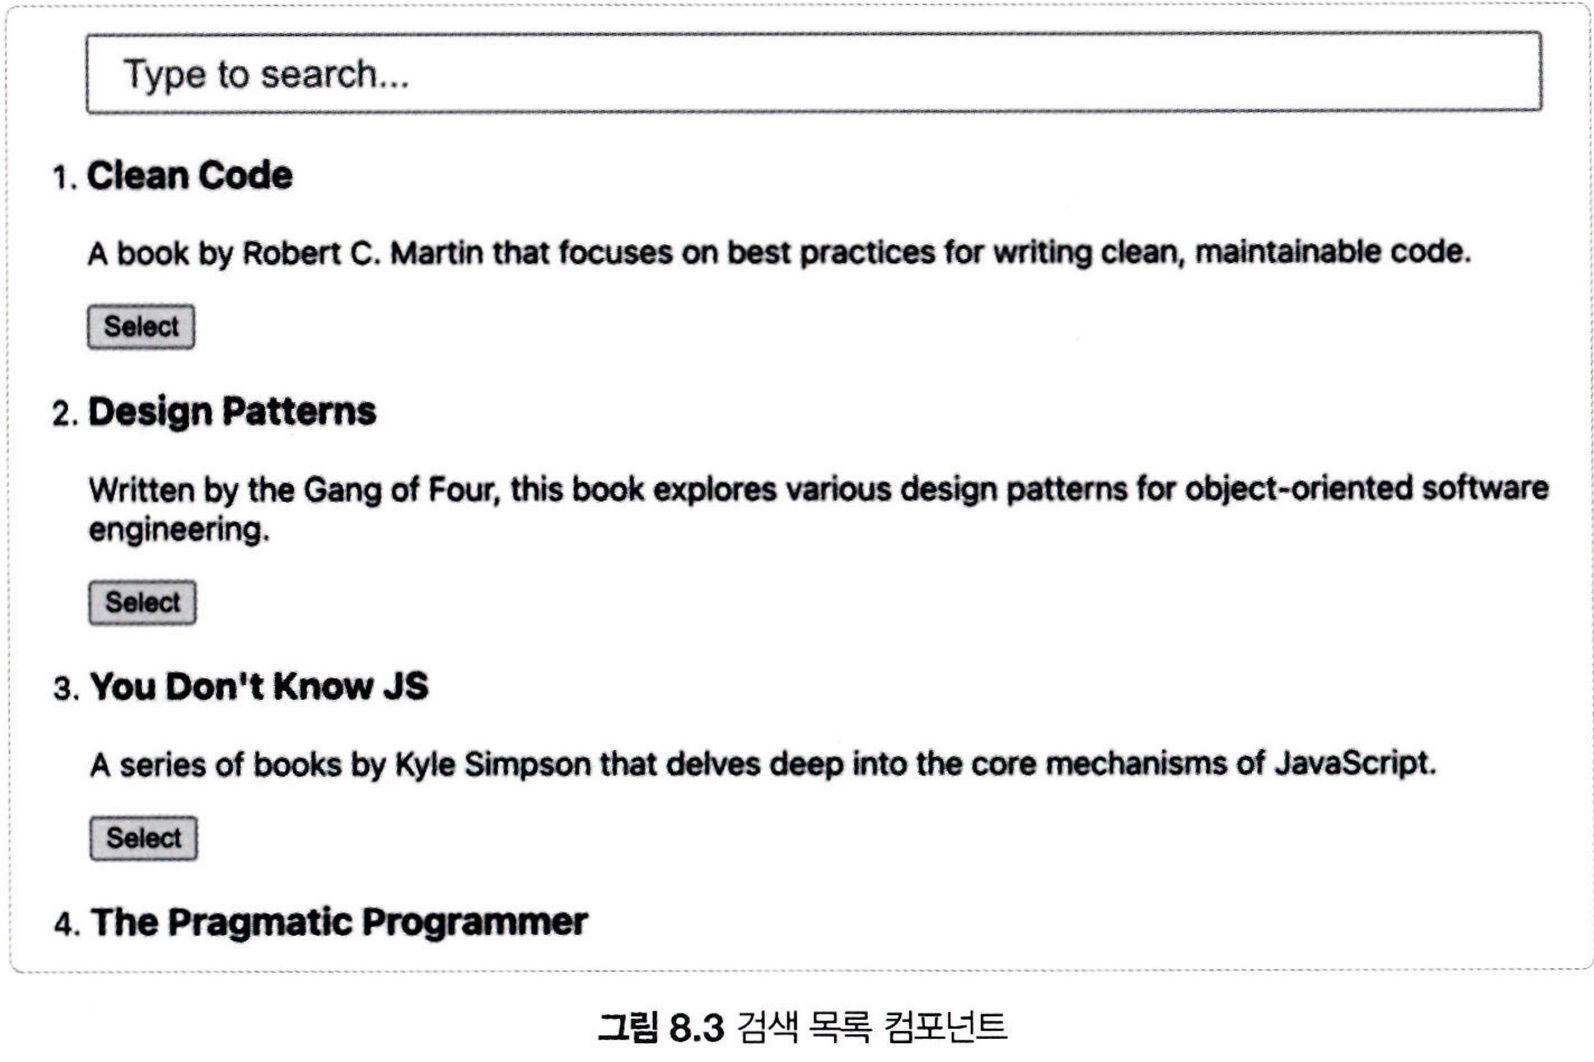 Type to search...
1. Clean Code
A book by Robert C. Martin that focuses on best practices for writing clean, maintainable code.
Select
2. Design Patterns
Written by the Gang of Four, this book explores various design patterns for object-oriented software
engineering.
Select
3. You Don't Know JS
A series of books by Kyle Simpson that delves deep into the core mechanisms of JavaScript.
Select
4. The Pragmatic Programmer
그림 8.3 검색 목록 컴포넌트